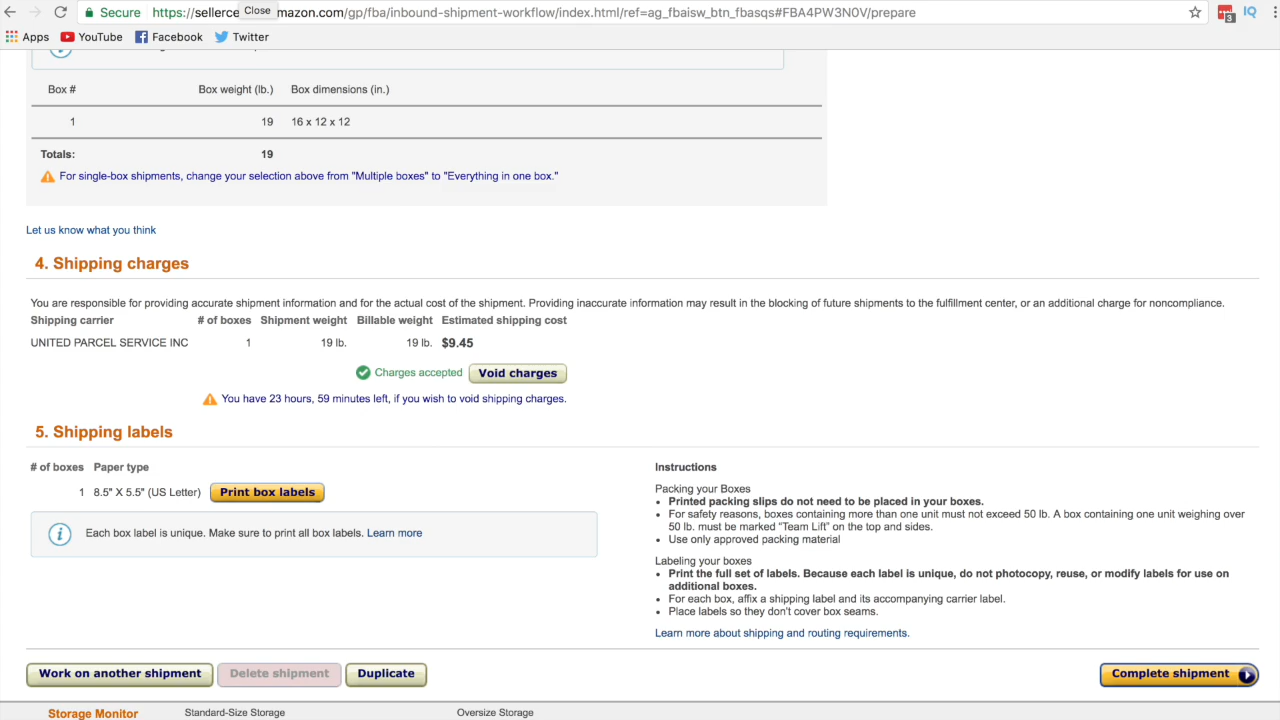 Secure https://sellerce Close mazon.com/gp/fba/inbound-shipment-workflow/index.html/ref=ag_fbaisw_btn_fbasqs#FBA4PW3N0V/prepare
3 IQ
Apps YouTube Facebook Twitter
Box # Box weight (lb.) Box dimensions (in.)
1 19 16 x 12 x 12
Totals: 19
For single-box shipments, change your selection above from "Multiple boxes" to "Everything in one box."
Let us know what you think
4. Shipping charges
You are responsible for providing accurate shipment information and for the actual cost of the shipment. Providing inaccurate information may result in the blocking of future shipments to the fulfillment center, or an additional charge for noncompliance.
Shipping carrier # of boxes Shipment weight Billable weight Estimated shipping cost
UNITED PARCEL SERVICE INC 1 19 lb. 19 lb. $9.45
Charges accepted Void charges
You have 23 hours, 59 minutes left, if you wish to void shipping charges.
5. Shipping labels
# of boxes Paper type
1 8.5" X 5.5" (US Letter) Print box labels
Each box label is unique. Make sure to print all box labels. Learn more
Instructions
Packing your Boxes
• Printed packing slips do not need to be placed in your boxes.
• For safety reasons, boxes containing more than one unit must not exceed 50 lb. A box containing one unit weighing over
50 lb. must be marked "Team Lift" on the top and sides.
• Use only approved packing material
Labeling your boxes
• Print the full set of labels. Because each label is unique, do not photocopy, reuse, or modify labels for use on
additional boxes.
• For each box, affix a shipping label and its accompanying carrier label.
• Place labels so they don't cover box seams.
Learn more about shipping and routing requirements.
Work on another shipment Delete shipment Duplicate Complete shipment
Storage Monitor Standard-Size Storage Oversize Storage